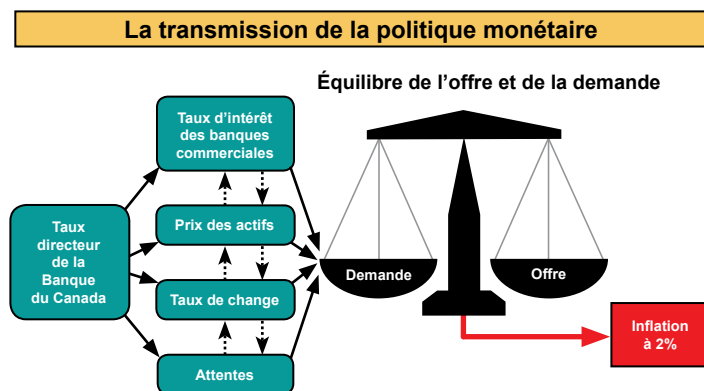 La transmission de la politique monétaire
Équilibre de l’offre et de la demande
Taux d’intérêt
des banques
commerciales
Taux
directeur
de la
Banque
du Canada
Prix des actifs
Taux de change
Attentes
Demande
Offre
Inflation
à 2%